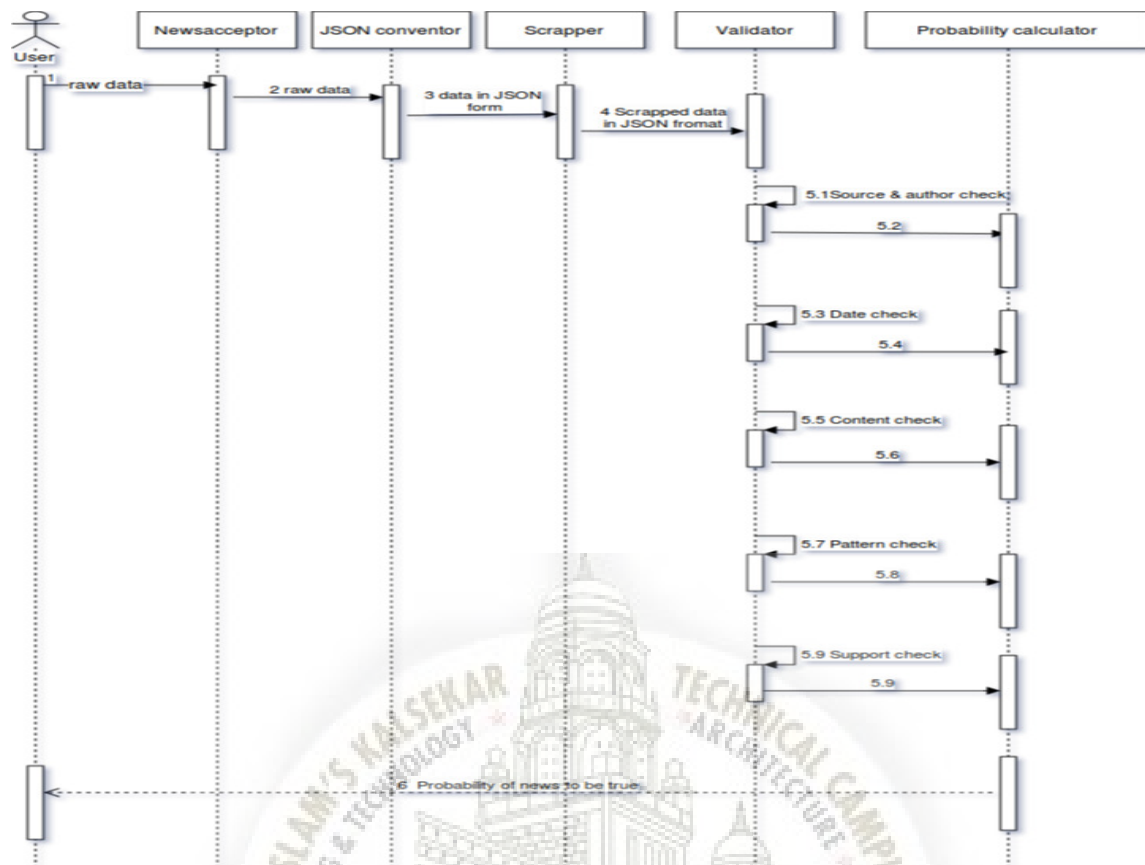 User
Newsacceptor
JSON conventor
Scrapper
Validator
Probability calculator
1 raw data
2 raw data
3 data in JSON
form
4 Scrapped data
in JSON fromat
5.1Source & author check
5.2
5.3 Date check
5.4
5.5 Content check
5.6
5.7 Pattern check
5.8
5.9 Support check
5.9
6 Probability of news to be true
ISLAM'S KALSEKAR TECHNICAL
& TECHNOLOGY ARCHITECTURE